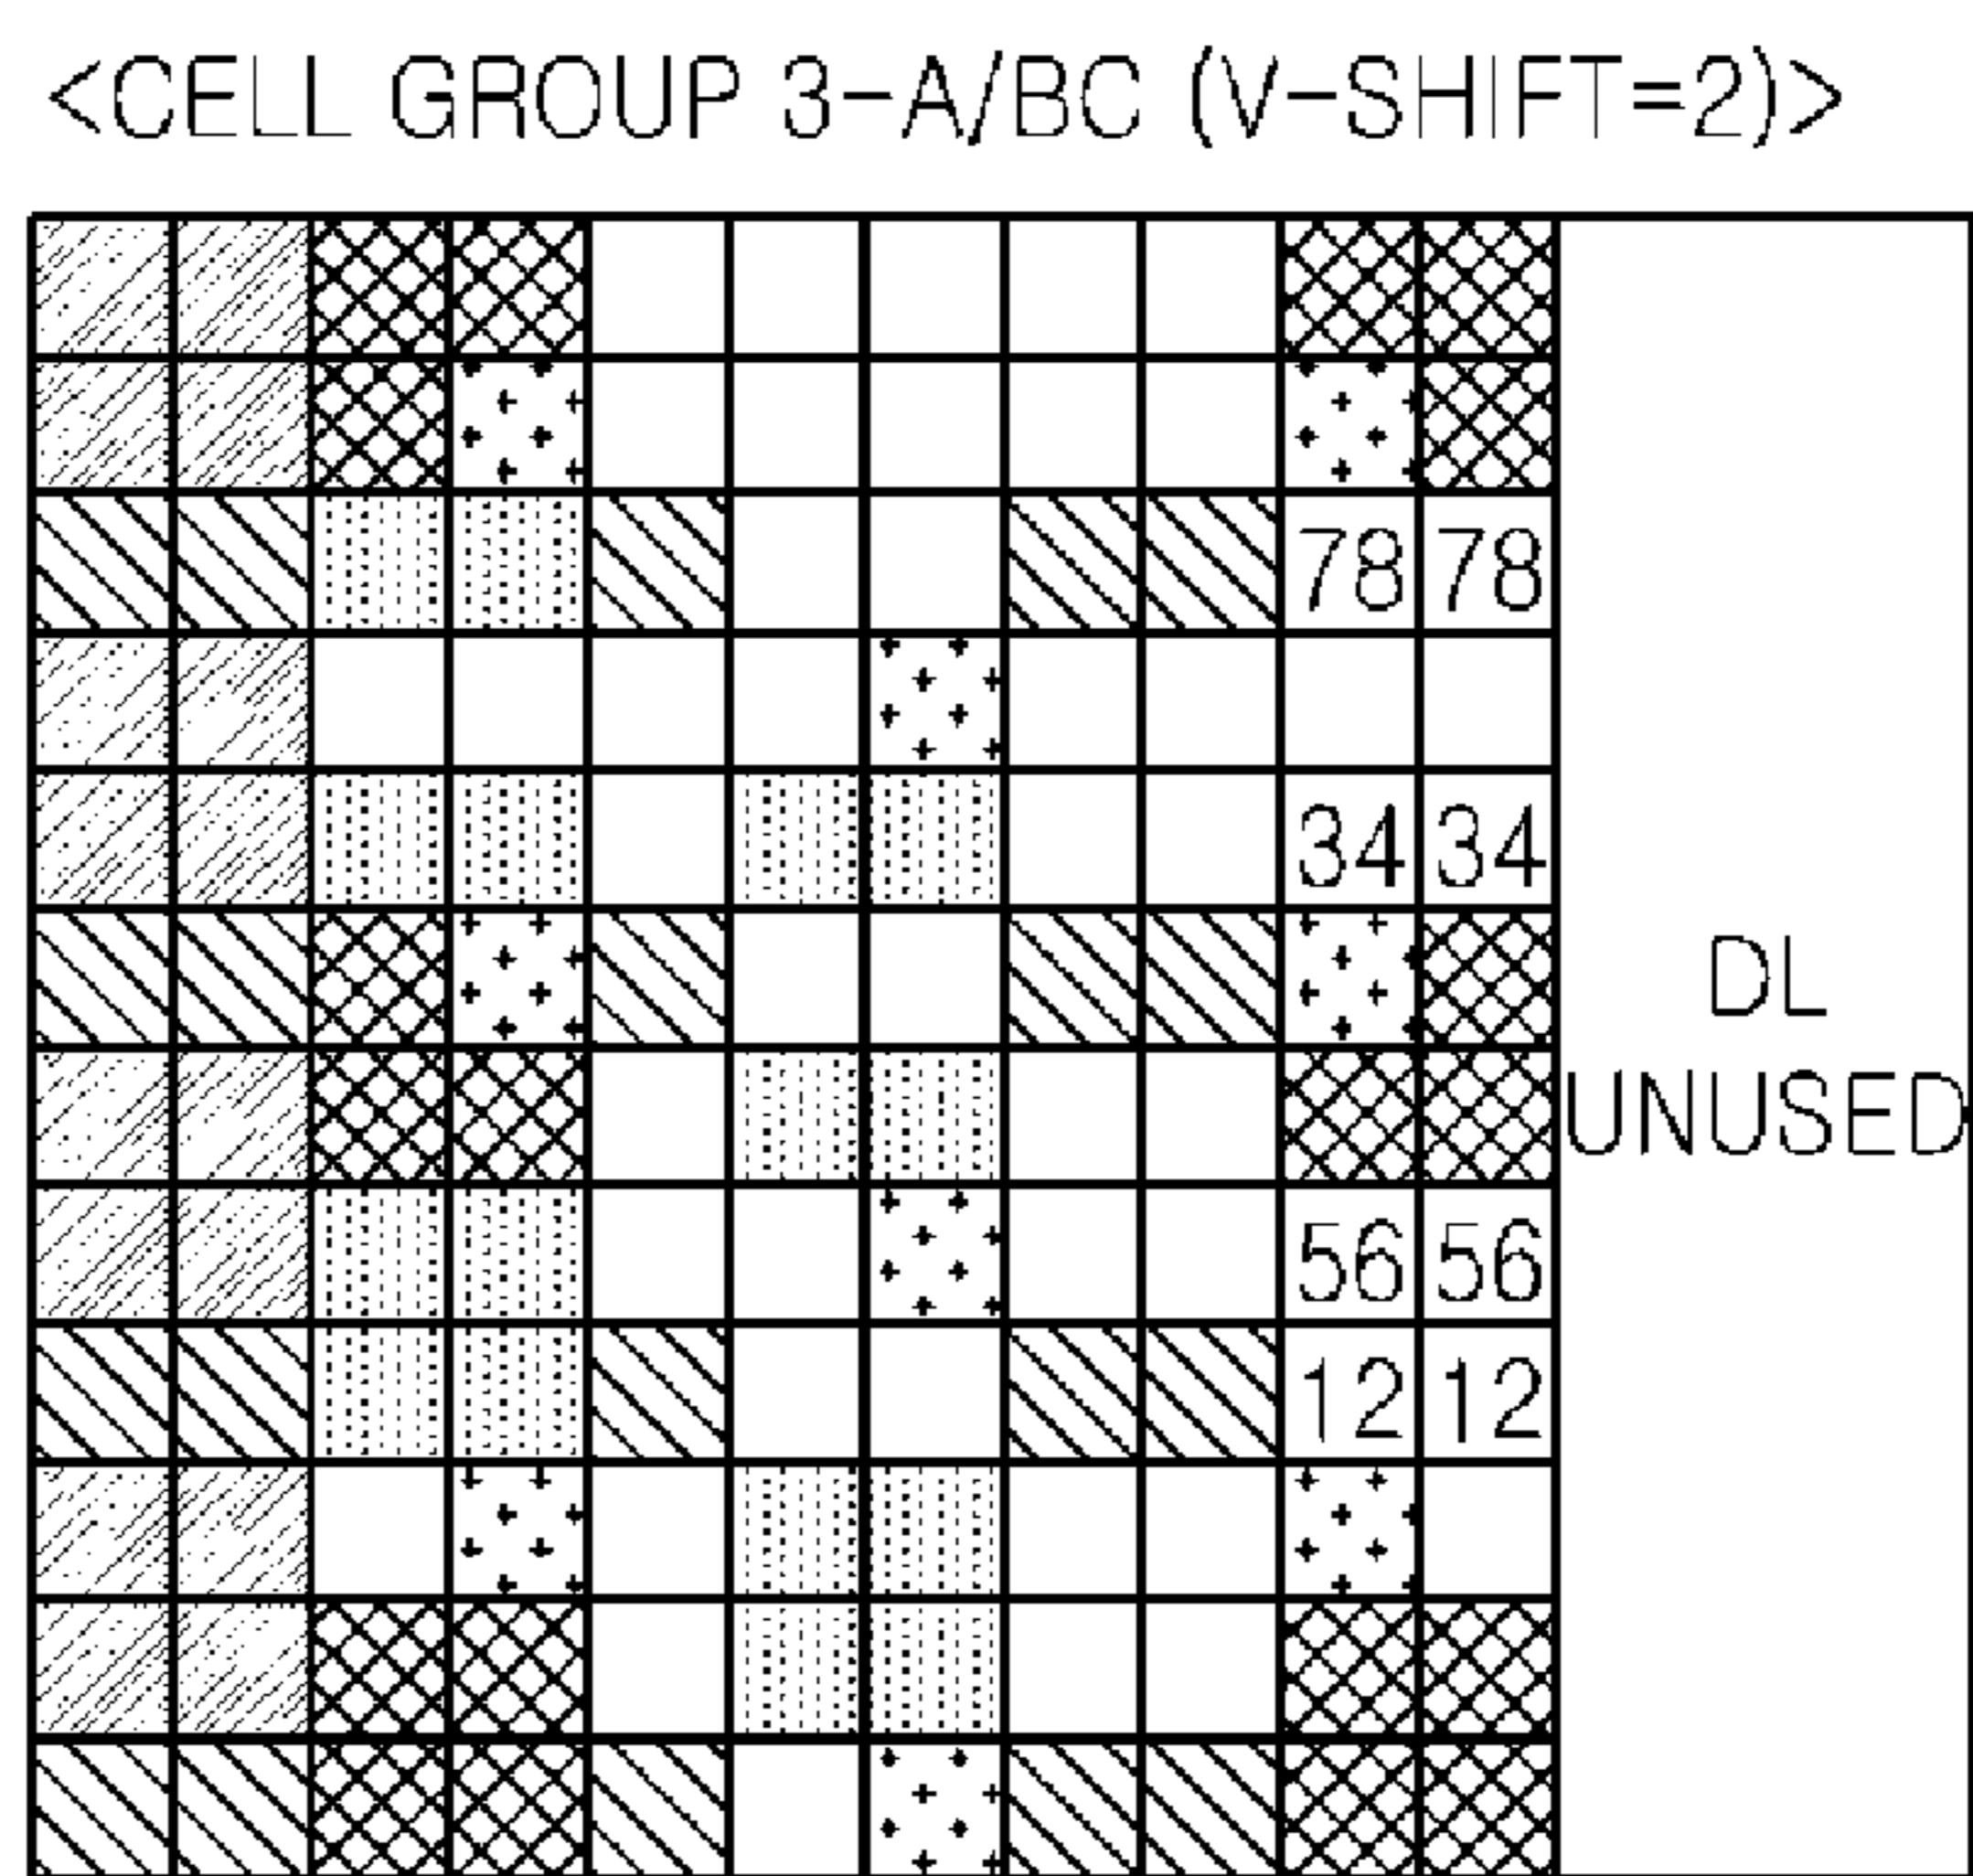 <CELL GROUP 3-A/BC (V-SHIFT=2)>
78 78
34 34
DL
UNUSED
56 56
12 12